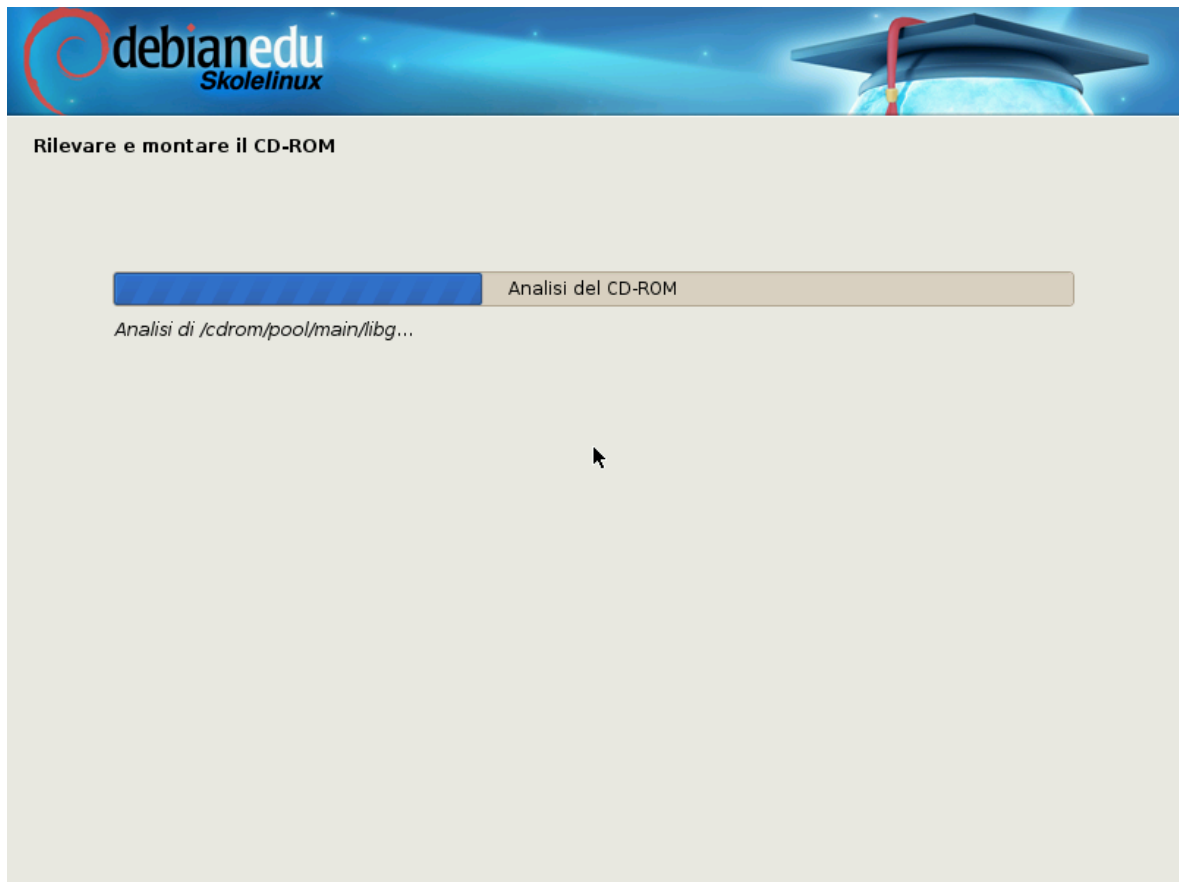 debianedu
Skolelinux
Rilevare e montare il CD-ROM
Analisi del CD-ROM
Analisi di /cdrom/pool/main/libg...